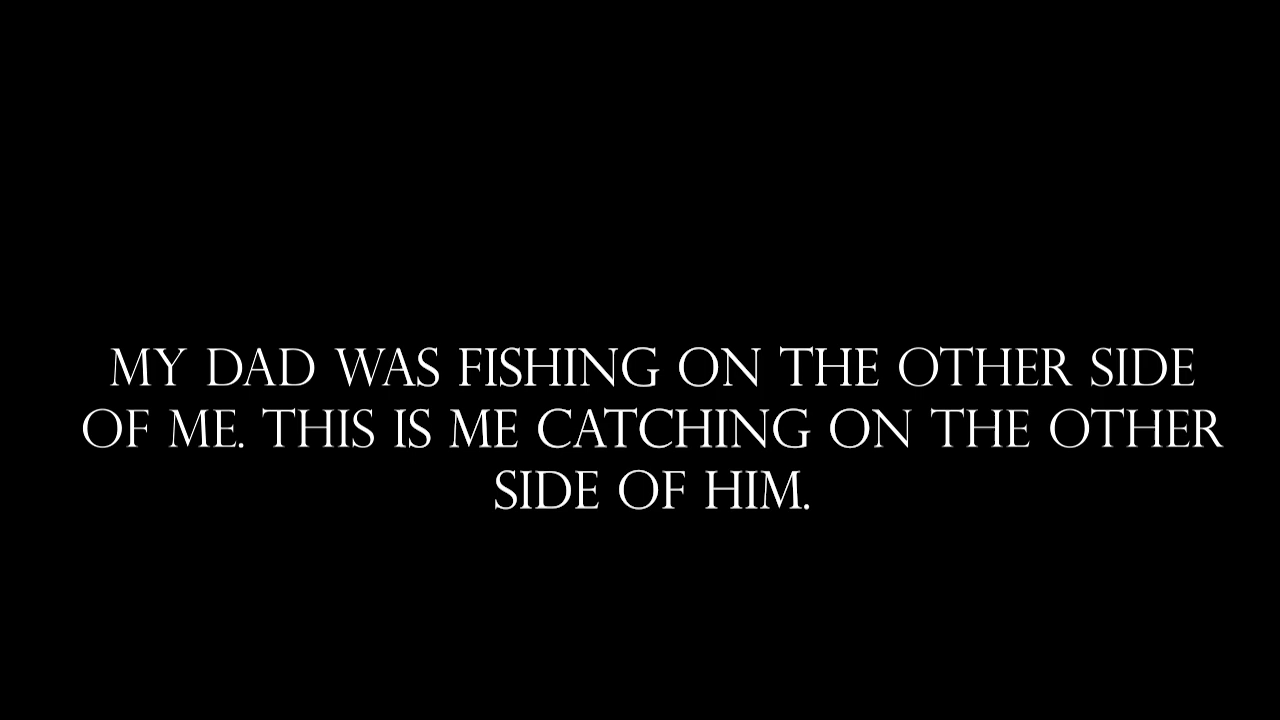 MY DAD WAS FISHING ON THE OTHER SIDE
OF ME. THIS IS ME CATCHING ON THE OTHER
SIDE OF HIM.